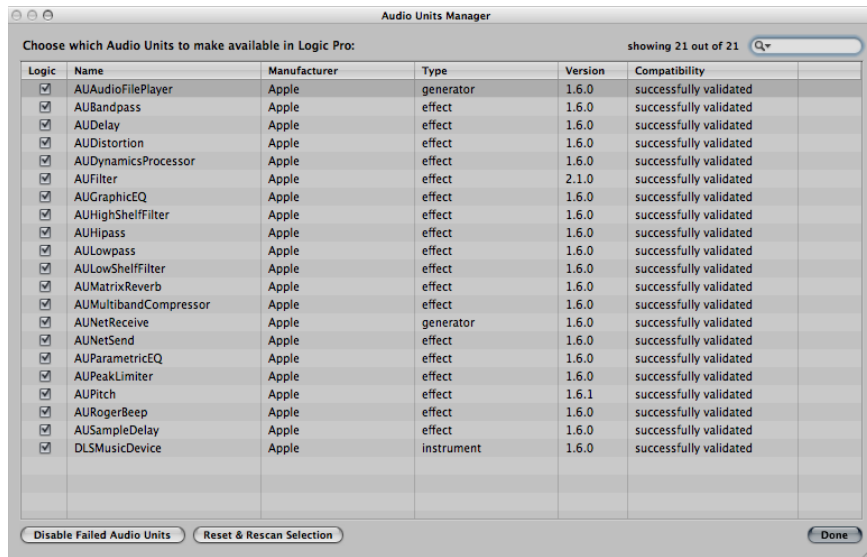 Audio Units Manager
Choose which Audio Units to make available in Logic Pro: showing 21 out of 21
Logic Name Manufacturer Type Version Compatibility
AUAudioFilePlayer Apple generator 1.6.0 successfully validated
AUBandpass Apple effect 1.6.0 successfully validated
AUDelay Apple effect 1.6.0 successfully validated
AUDistortion Apple effect 1.6.0 successfully validated
AUDynamicsProcessor Apple effect 1.6.0 successfully validated
AUFilter Apple effect 2.1.0 successfully validated
AUGraphicEQ Apple effect 1.6.0 successfully validated
AUHighShelfFilter Apple effect 1.6.0 successfully validated
AUHipass Apple effect 1.6.0 successfully validated
AULowpass Apple effect 1.6.0 successfully validated
AULowShelfFilter Apple effect 1.6.0 successfully validated
AUMatrixReverb Apple effect 1.6.0 successfully validated
AUMultibandCompressor Apple effect 1.6.0 successfully validated
AUNetReceive Apple generator 1.6.0 successfully validated
AUNetSend Apple effect 1.6.0 successfully validated
AUParametricEQ Apple effect 1.6.0 successfully validated
AUPeakLimiter Apple effect 1.6.0 successfully validated
AUPitch Apple effect 1.6.1 successfully validated
AURogerBeep Apple effect 1.6.0 successfully validated
AUSampleDelay Apple effect 1.6.0 successfully validated
DLSMusicDevice Apple instrument 1.6.0 successfully validated
Disable Failed Audio Units Reset & Rescan Selection Done